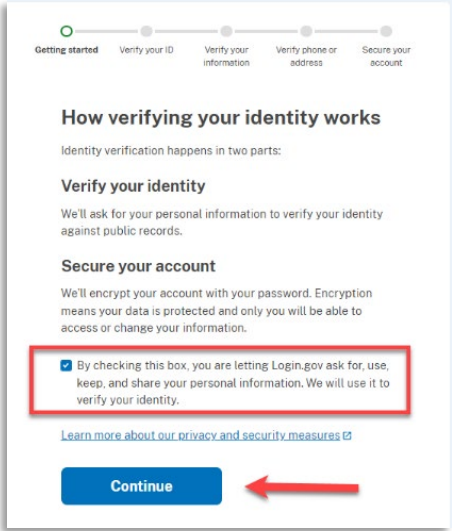 Getting started
Verify your ID
Verify your
information
Verify phone or
address
Secure your
account
How verifying your identity works
Identity verification happens in two parts:
Verify your identity
We'll ask for your personal information to verify your identity
against public records.
Secure your account
We'll encrypt your account with your password. Encryption
means your data is protected and only you will be able to
access or change your information.
By checking this box, you are letting Login.gov ask for, use,
keep, and share your personal information. We will use it to
verify your identity.
Learn more about our privacy and security measures
Continue